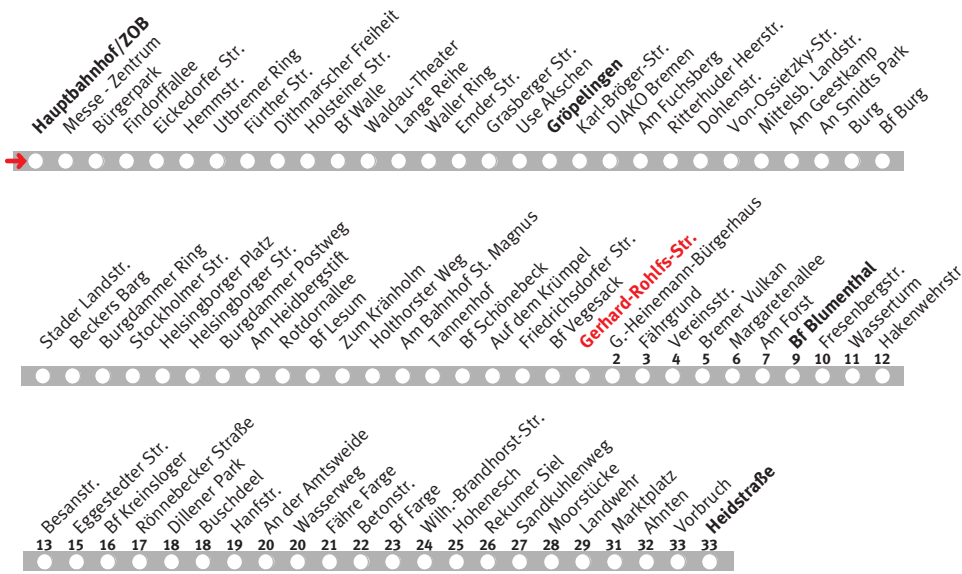 Hauptbahnhof/ZOB
Messe - Zentrum
Bürgerpark
Findorffallee
Eickedorfer Str.
Hemmstr.
Utbremer Ring
Fürther Str.
Dithmarscher Freiheit
Holsteiner Str.
Bf Walle
Waldau-Theater
Lange Reihe
Waller Ring
Emder Str.
Grasberger Str.
Use Akschen
Gröpelingen
Karl-Bröger-Str.
DIAKO Bremen
Am Fuchsberg
Ritterhuder Heerstr.
Dohlenstr.
Von-Ossietzky-Str.
Mittelsb. Landstr.
Am Geestkamp
An Smidts Park
Burg
Bf Burg
Stader Landstr.
Beckers Barg
Burgdammer Ring
Stockholmer Str.
Helsingborger Platz
Helsingborger Str.
Burgdammer Postweg
Am Heidbergstift
Rotdornallee
Bf Lesum
Zum Kränholm
Holthorster Weg
Am Bahnhof St. Magnus
Tannenhof
Bf Schönebeck
Auf dem Krümpel
Friedrichsdorfer Str.
Bf Vegesack
Gerhard-Rohlfs-Str.
G.-Heinemann-Bürgerhaus
2
Fährgrund
3
Vereinsstr.
4
Bremer Vulkan
5
Margaretenallee
6
Am Forst
7
Bf Blumenthal
9
Fresenbergstr.
10
Wasserturm
11
Hakenwehrstr
12
Besanstr.
13
Eggestedter Str.
15
Bf Kreinsloger
16
Rönnebecker Straße
17
Dillener Park
18
Buschdeel
18
Hanfstr.
19
An der Amtsweide
20
Wasserweg
20
Fähre Farge
21
Betonstr.
22
Bf Farge
23
Wilh.-Brandhorst-Str.
24
Hohenesch
25
Rekumer Siel
26
Sandkuhlenweg
27
Moorstücke
28
Landwehr
29
Marktplatz
31
Ahnten
32
Vorbruch
33
Heidstraße
33